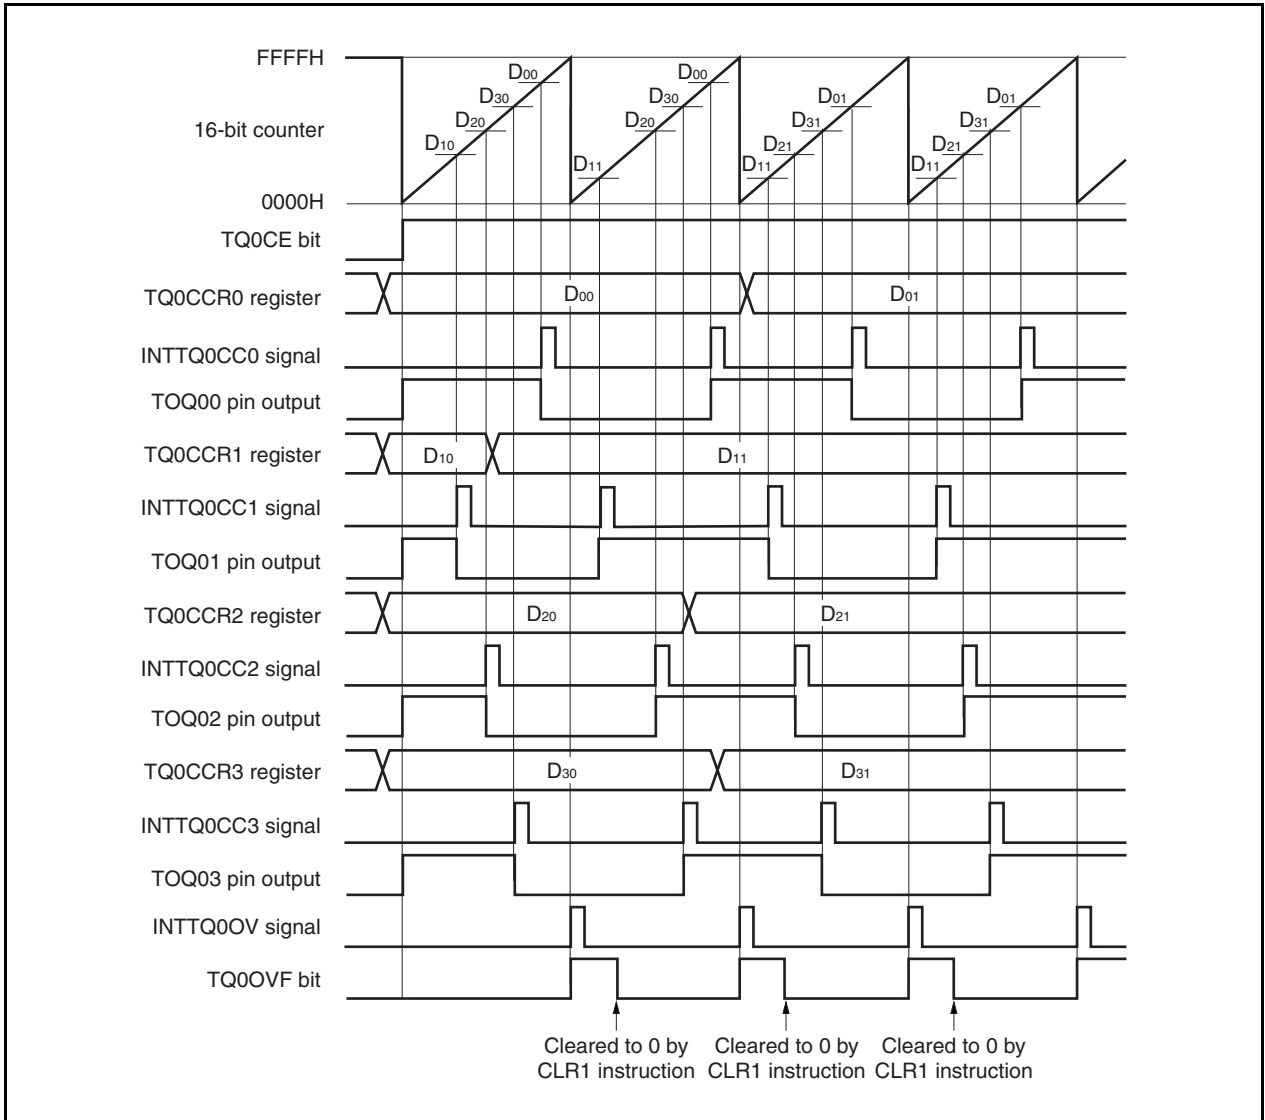 FFFFH
16-bit counter
0000H
D10
D20
D30
D00
D11
D20
D30
D00
D11
D21
D31
D01
D11
D21
D31
D01
TQ0CE bit
TQ0CCR0 register
D00
D01
INTTQ0CC0 signal
TOQ00 pin output
TQ0CCR1 register
D10
D11
INTTQ0CC1 signal
TOQ01 pin output
TQ0CCR2 register
D20
D21
INTTQ0CC2 signal
TOQ02 pin output
TQ0CCR3 register
D30
D31
INTTQ0CC3 signal
TOQ03 pin output
INTTQ0OV signal
TQ0OVF bit
Cleared to 0 by
CLR1 instruction
Cleared to 0 by
CLR1 instruction
Cleared to 0 by
CLR1 instruction